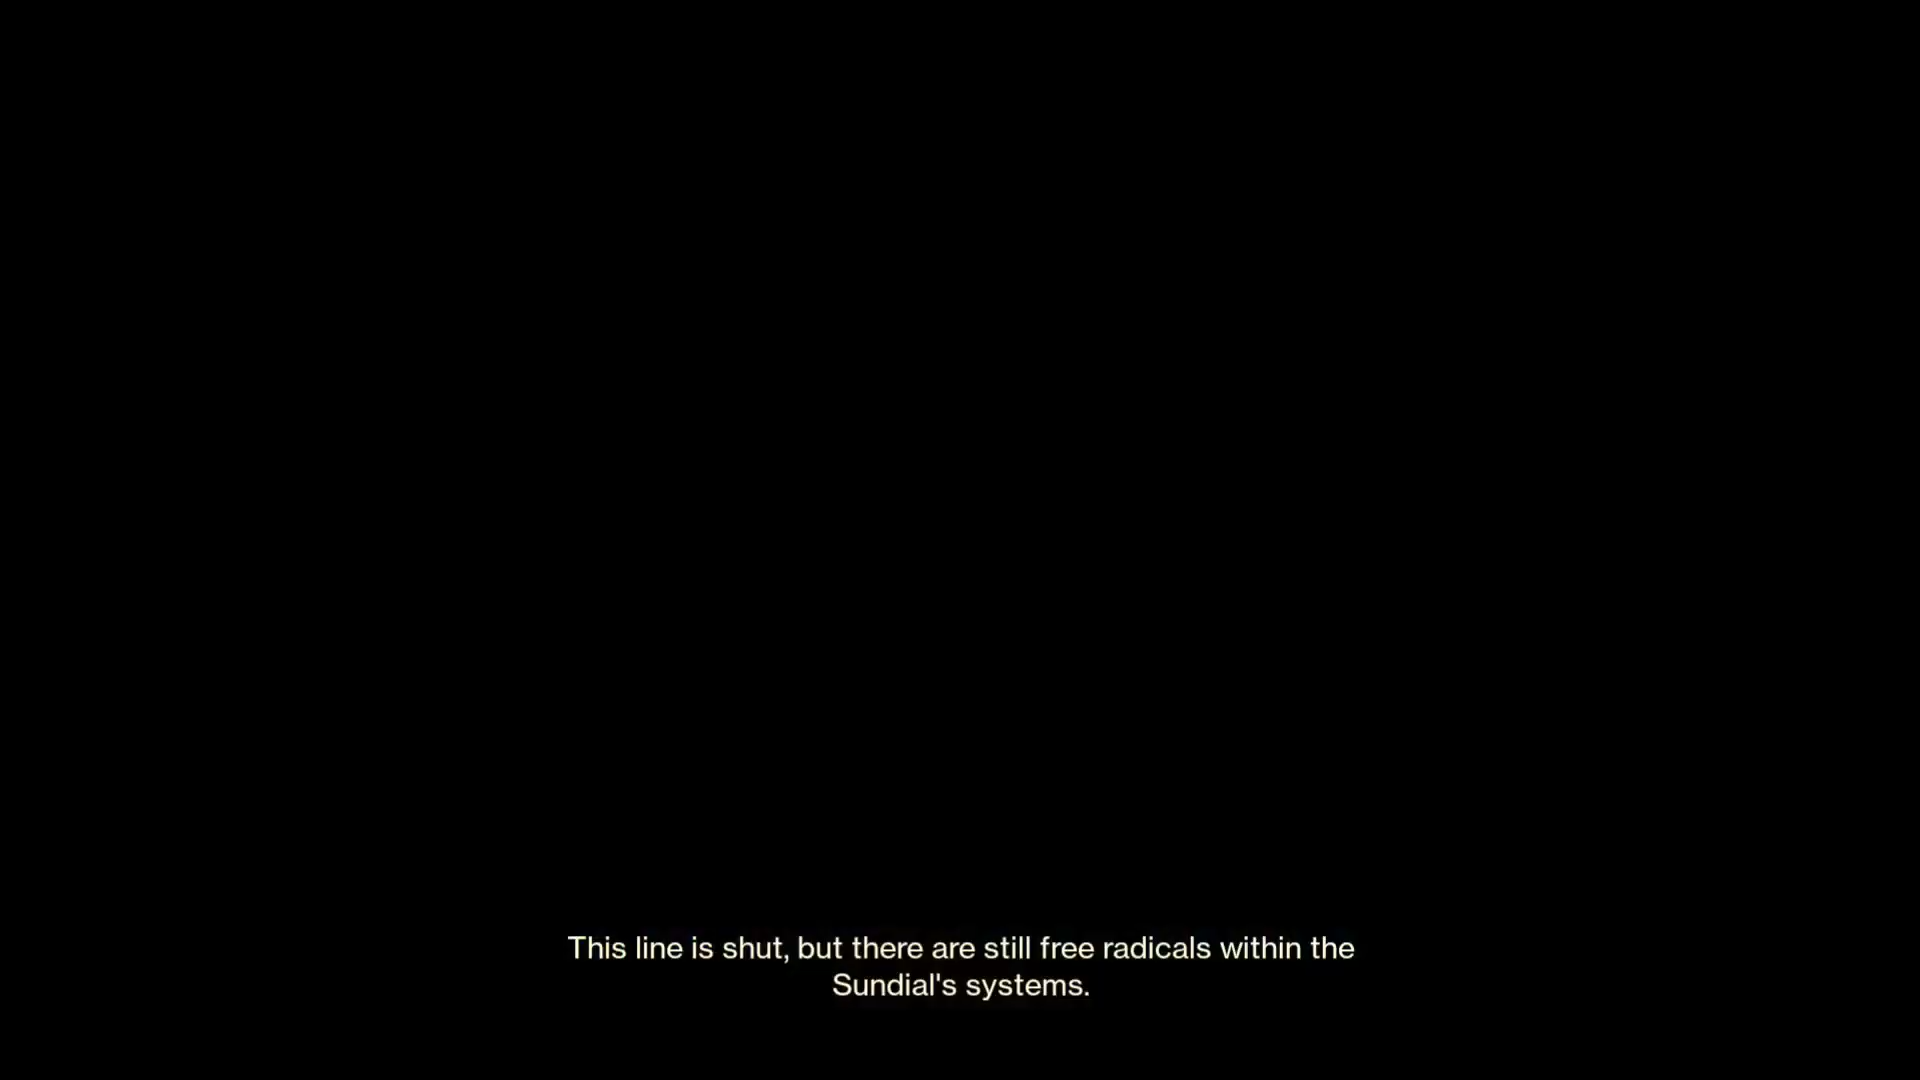 This line is shut, but there are still free radicals within the
Sundial's systems.